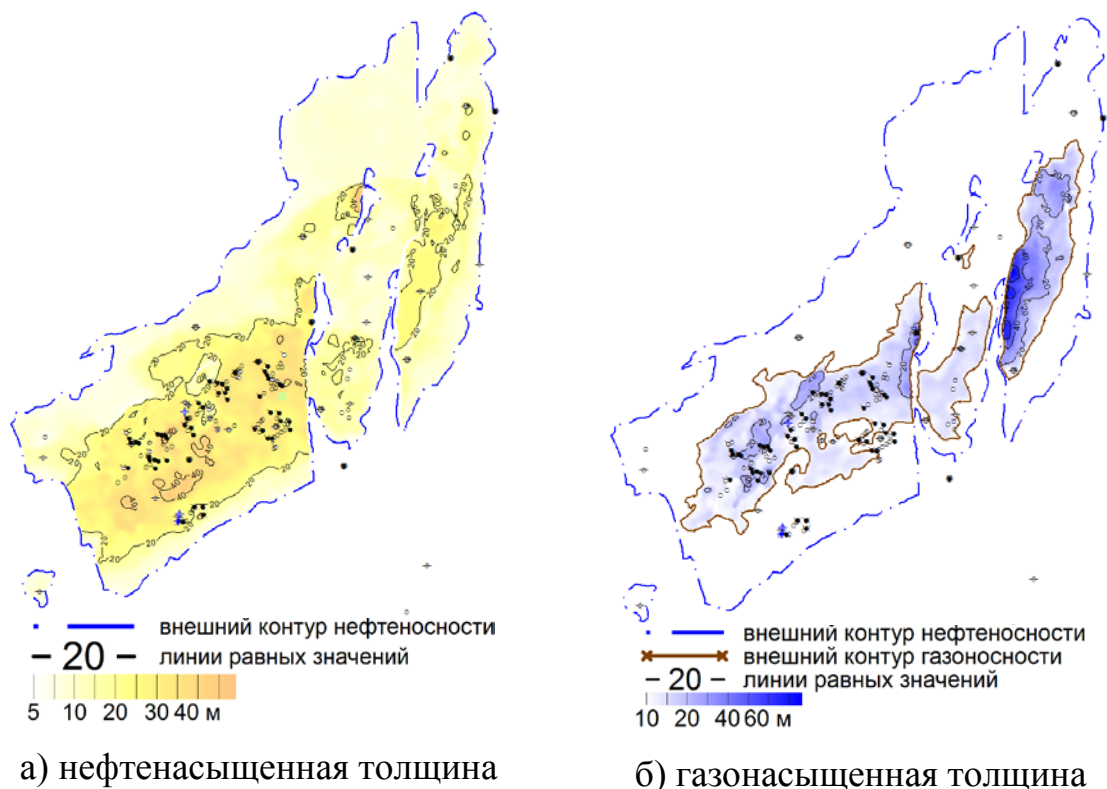 внешний контур нефтеносности
– 20 – линии равных значений
5 10 20 30 40 м
а) нефтенасыщенная толщина
внешний контур нефтеносности
внешний контур газоносности
– 20 – линии равных значений
10 20 40 60 м
б) газонасыщенная толщина